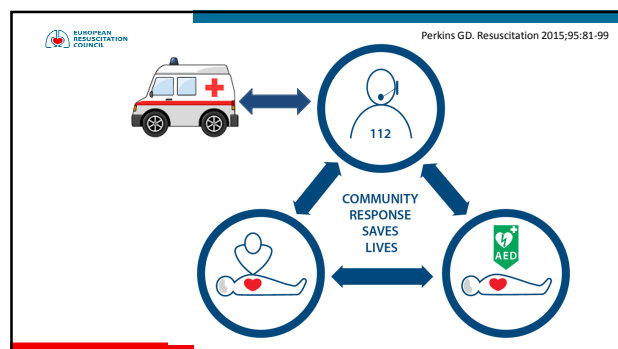 EUROPEAN
RESUSCITATION
COUNCIL
Perkins GD. Resuscitation 2015;95:81-99
112
COMMUNITY
RESPONSE
SAVES
LIVES
AED